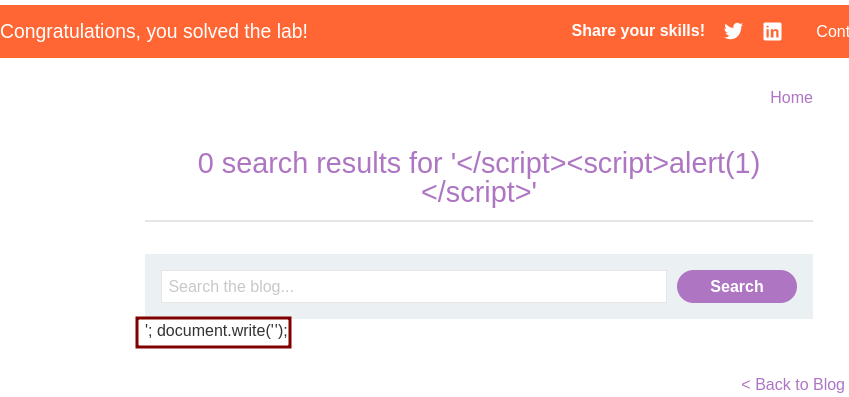 Congratulations, you solved the lab!
Share your skills!
Cont
Home
0 search results for '</script><script>alert(1)
</script>'
Search the blog...
Search
'; document.write('');
< Back to Blog